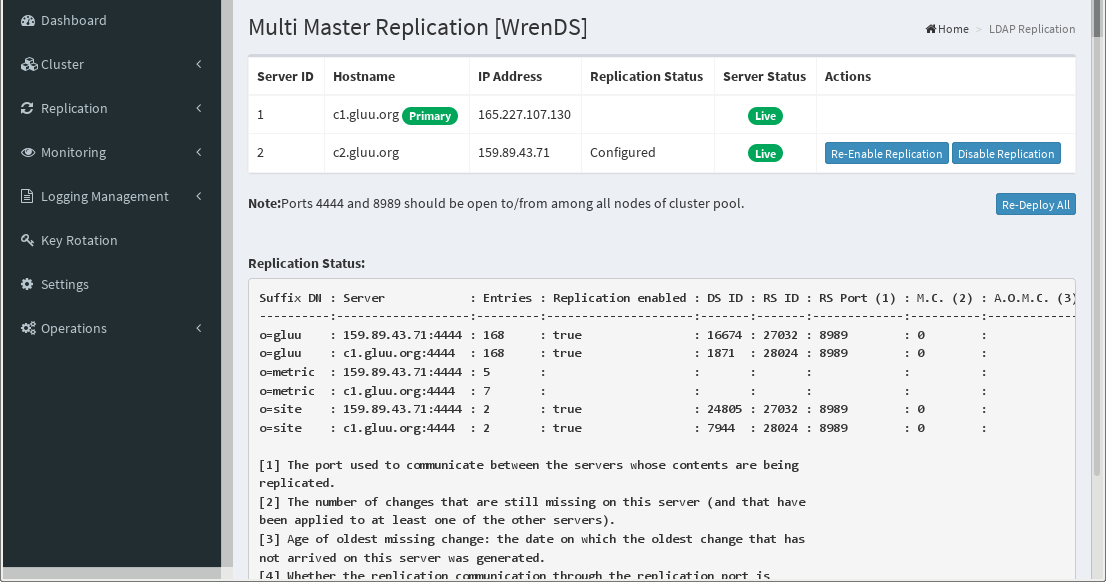 Dashboard
Cluster
Replication
Monitoring
Logging Management
Key Rotation
Settings
Operations
Multi Master Replication [WrenDS]
Home > LDAP Replication
Server ID Hostname IP Address Replication Status Server Status Actions
1 c1.gluu.org Primary 165.227.107.130 Live
2 c2.gluu.org 159.89.43.71 Configured Live Re-Enable Replication Disable Replication
Note:Ports 4444 and 8989 should be open to/from among all nodes of cluster pool.
Re-Deploy All
Replication Status:
Suffix DN : Server             : Entries : Replication enabled : DS ID : RS ID : RS Port (1) : M.C. (2) : A.O.M.C. (3)
----------:-------------------:---------:---------------------:-------:-------:-------------:----------:-------------
o=gluu    : 159.89.43.71:4444 : 168     : true                : 16674 : 27032 : 8989        : 0        :
o=gluu    : c1.gluu.org:4444  : 168     : true                : 1871  : 28024 : 8989        : 0        :
o=metric  : 159.89.43.71:4444 : 5       :                     :       :       :             :          :
o=metric  : c1.gluu.org:4444  : 7       :                     :       :       :             :          :
o=site    : 159.89.43.71:4444 : 2       : true                : 24805 : 27032 : 8989        : 0        :
o=site    : c1.gluu.org:4444  : 2       : true                : 7944  : 28024 : 8989        : 0        :
[1] The port used to communicate between the servers whose contents are being
replicated.
[2] The number of changes that are still missing on this server (and that have
been applied to at least one of the other servers).
[3] Age of oldest missing change: the date on which the oldest change that has
not arrived on this server was generated.
[4] Whether the replication communication through the replication port is